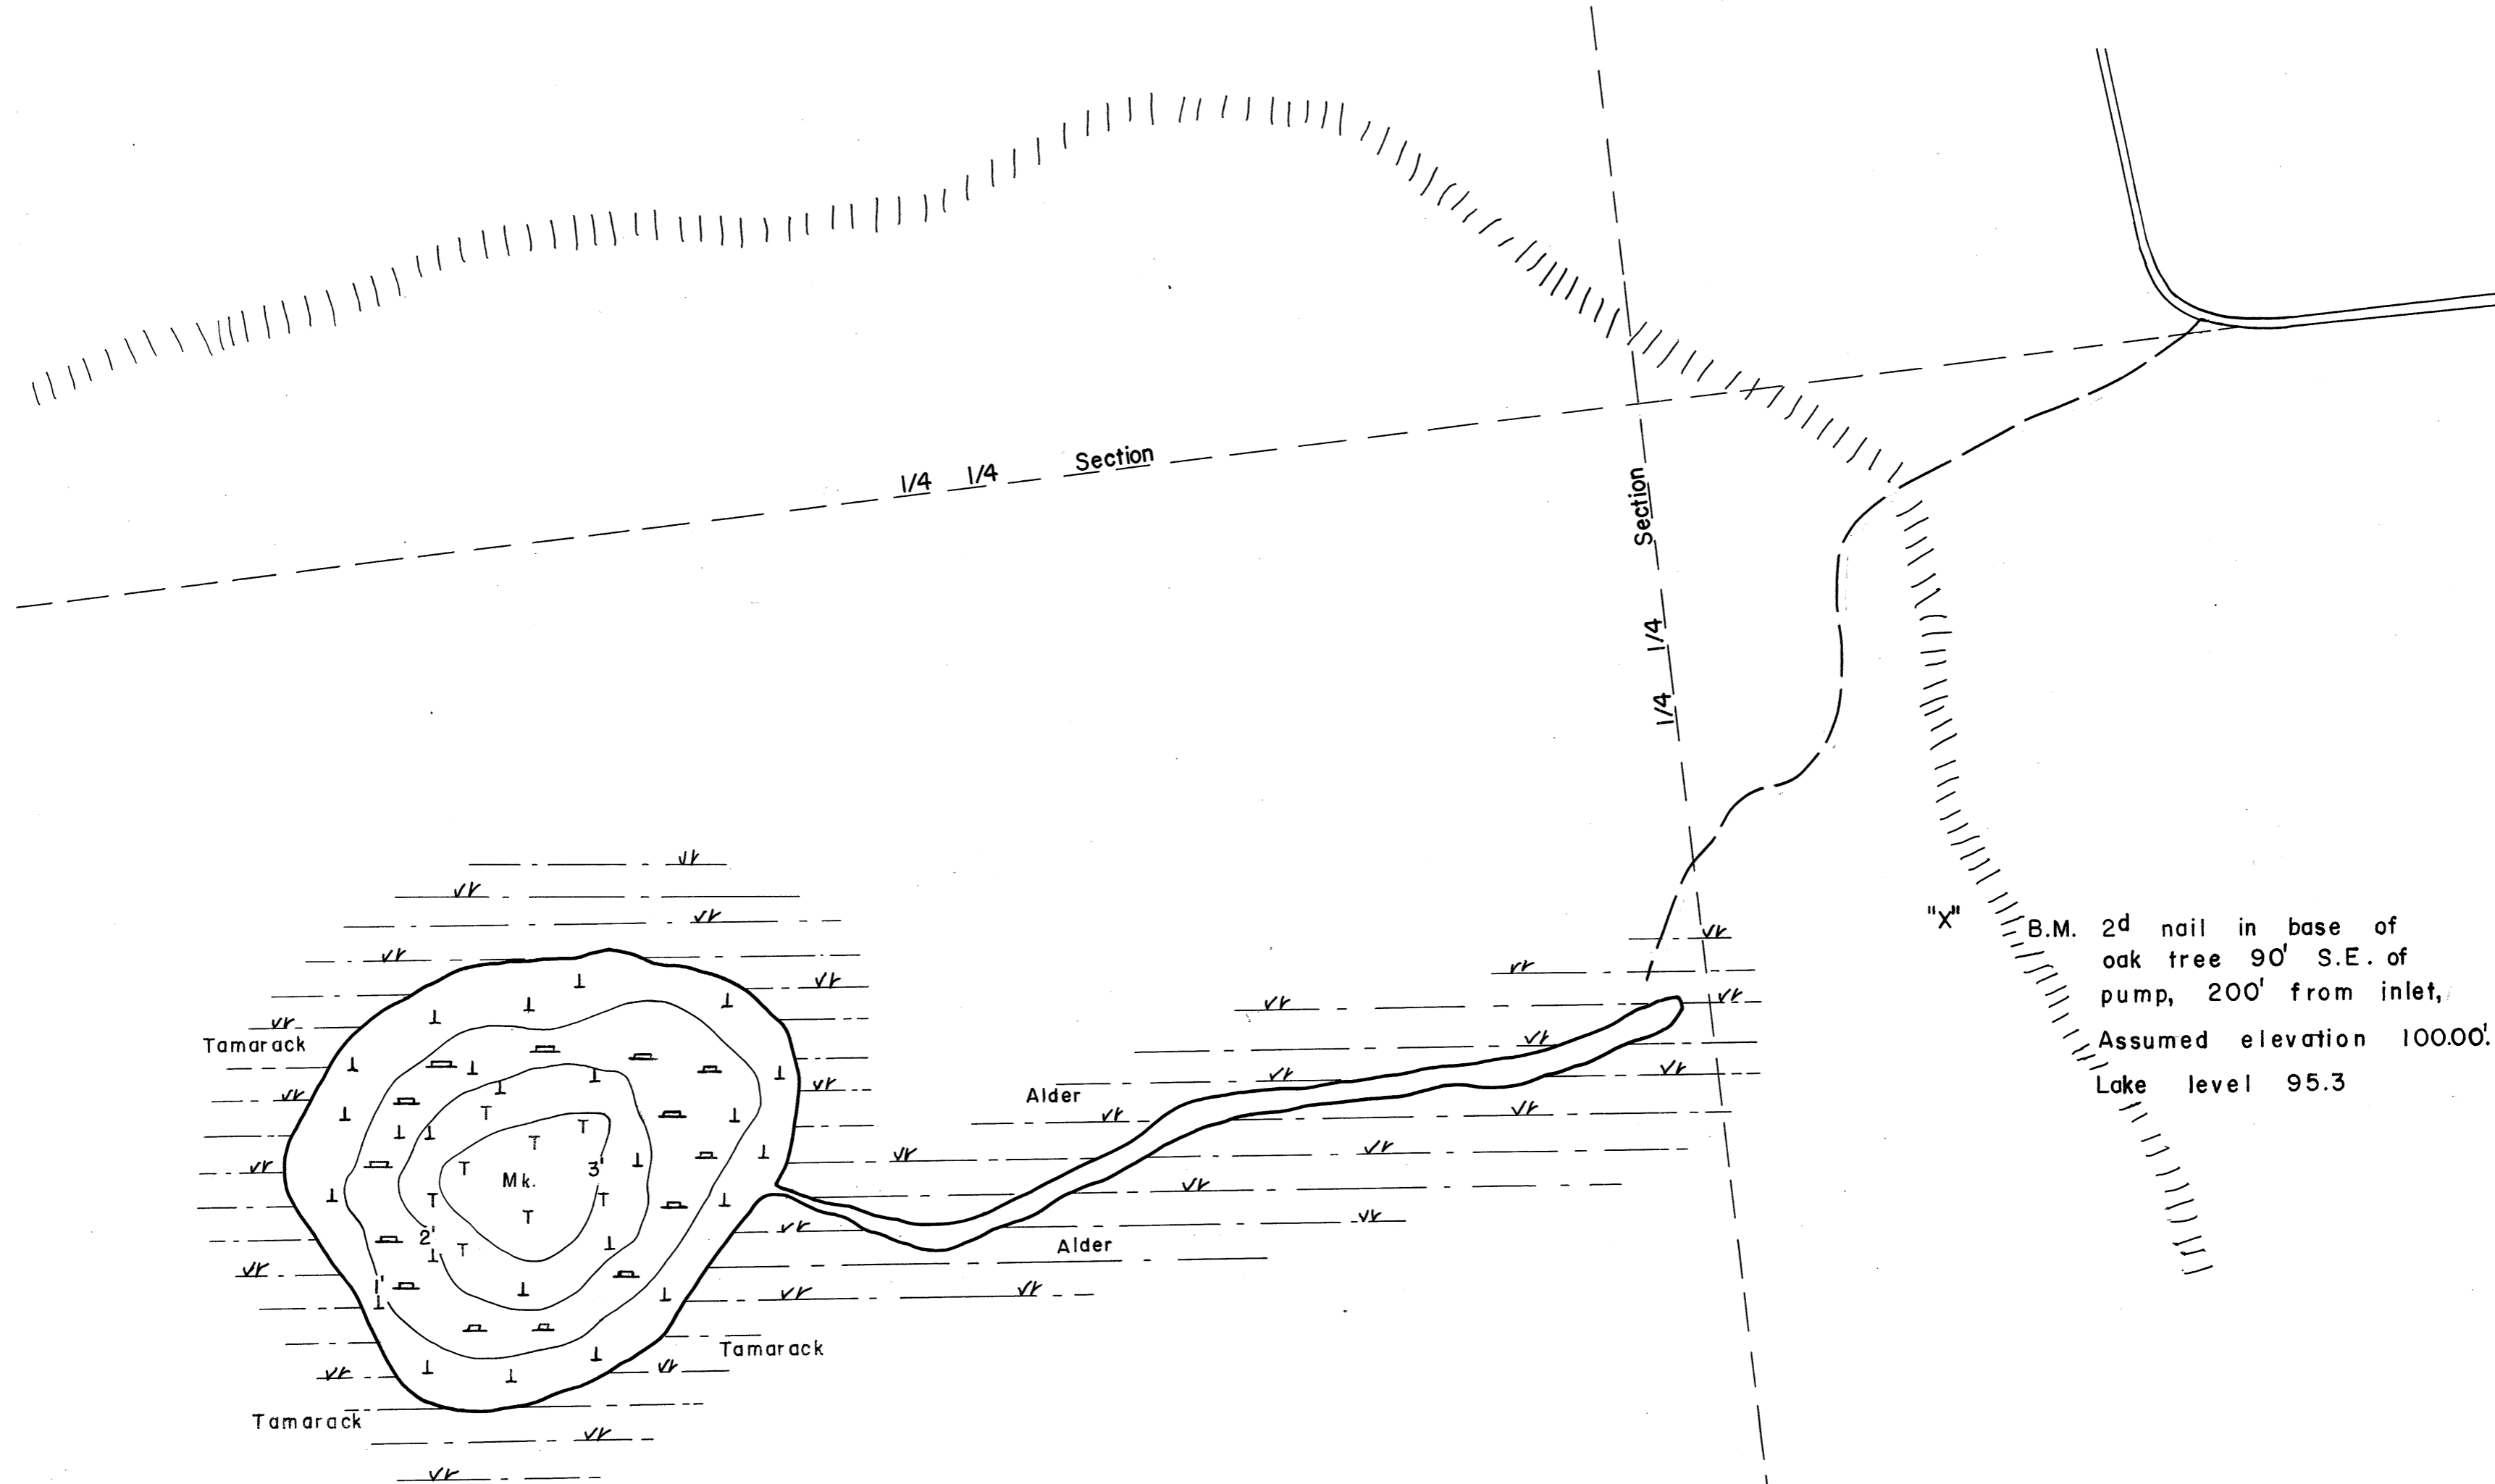 1/4 1/4 Section
Section 1/4 1/4
"X" B.M. 2d nail in base of
oak tree 90' S.E. of
pump, 200' from inlet,
Assumed elevation 100.00'.
Lake level 95.3
Tamarack
Alder
T
T T
T 3'
Mk.
T T
T
2' T
Alder
1'
Tamarack
Tamarack